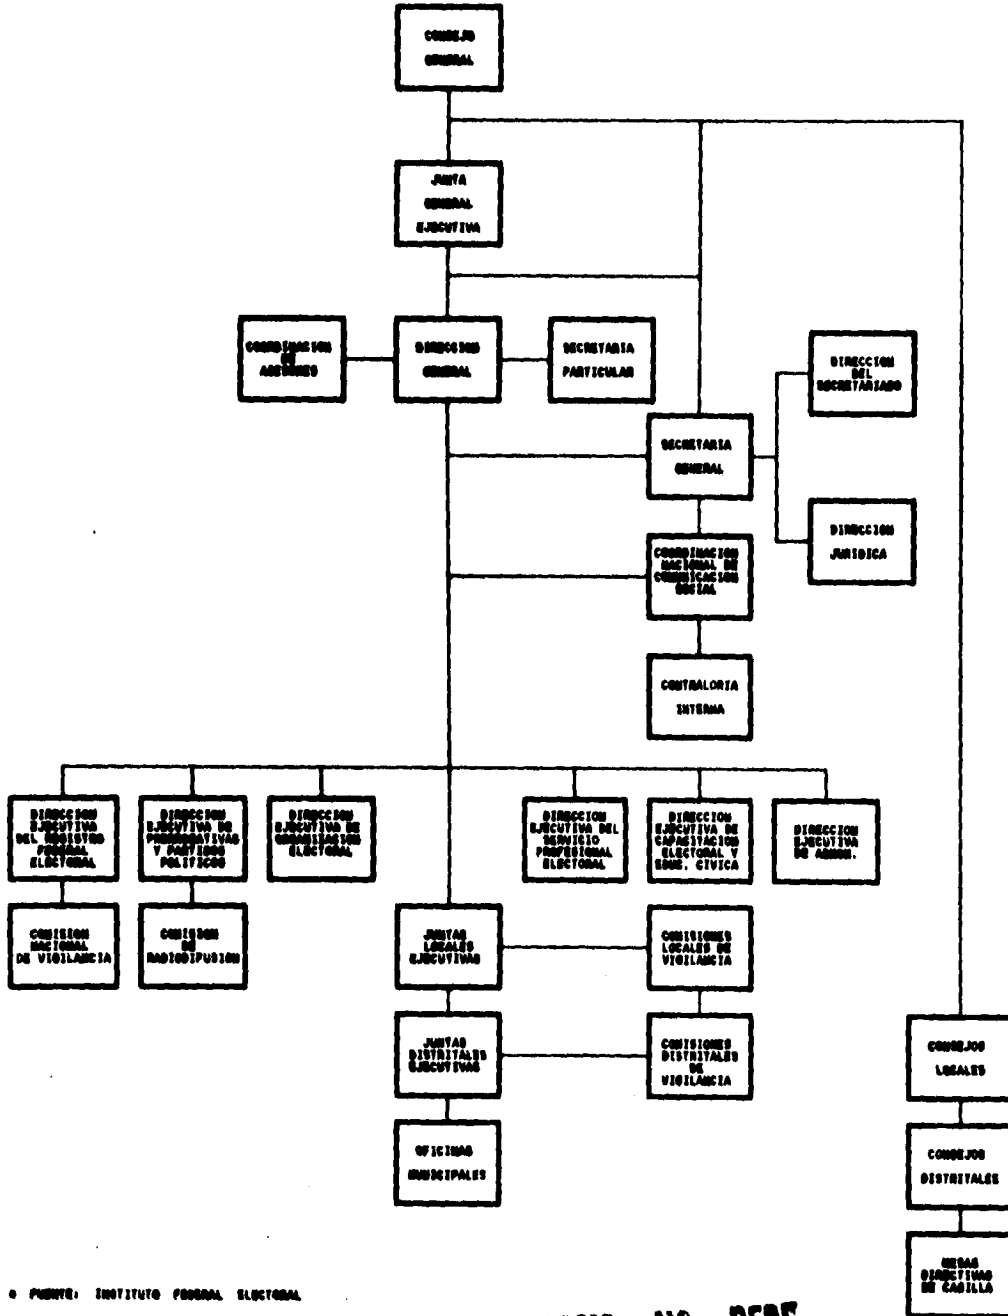 CONSEJO
GENERAL
JUNTA
GENERAL
EJECUTIVA
COORDINACION
DE
ASESORES
DIRECCION
GENERAL
SECRETARIA
PARTICULAR
DIRECCION
DEL
SECRETARIADO
SECRETARIA
GENERAL
DIRECCION
JURIDICA
COORDINACION
NACIONAL DE
COMUNICACION
SOCIAL
CONTRALORIA
INTERNA
DIRECCION
EJECUTIVA
DEL REGISTRO
FEDERAL
ELECTORAL
DIRECCION
EJECUTIVA DE
PRERROGATIVAS
Y PARTIDOS
POLITICOS
DIRECCION
EJECUTIVA DE
ORGANIZACION
ELECTORAL
DIRECCION
EJECUTIVA DEL
SERVICIO
PROFESIONAL
ELECTORAL
DIRECCION
EJECUTIVA DE
CAPACITACION
ELECTORAL Y
EDUC. CIVICA
DIRECCION
EJECUTIVA
DE ADMON.
COMISION
NACIONAL
DE VIGILANCIA
COMISION
DE
RADIODIFUSION
JUNTAS
LOCALES
EJECUTIVAS
COMISIONES
LOCALES DE
VIGILANCIA
JUNTAS
DISTRITALES
EJECUTIVAS
COMISIONES
DISTRITALES
DE
VIGILANCIA
CONSEJOS
LOCALES
OFICINAS
MUNICIPALES
CONSEJOS
DISTRITALES
MESAS
DIRECTIVAS
DE CASILLA
FUENTE: INSTITUTO FEDERAL ELECTORAL